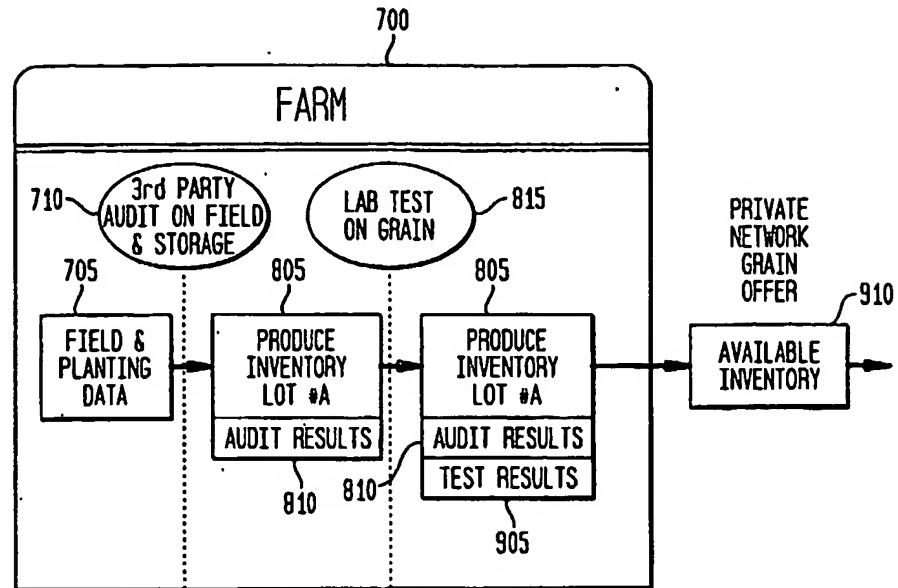 700
FARM
710
3rd PARTY
AUDIT ON FIELD
& STORAGE
LAB TEST
ON GRAIN
815
PRIVATE
NETWORK
GRAIN
OFFER
705
FIELD &
PLANTING
DATA
805
PRODUCE
INVENTORY
LOT #A
AUDIT RESULTS
810
805
PRODUCE
INVENTORY
LOT #A
AUDIT RESULTS
TEST RESULTS
810
905
910
AVAILABLE
INVENTORY